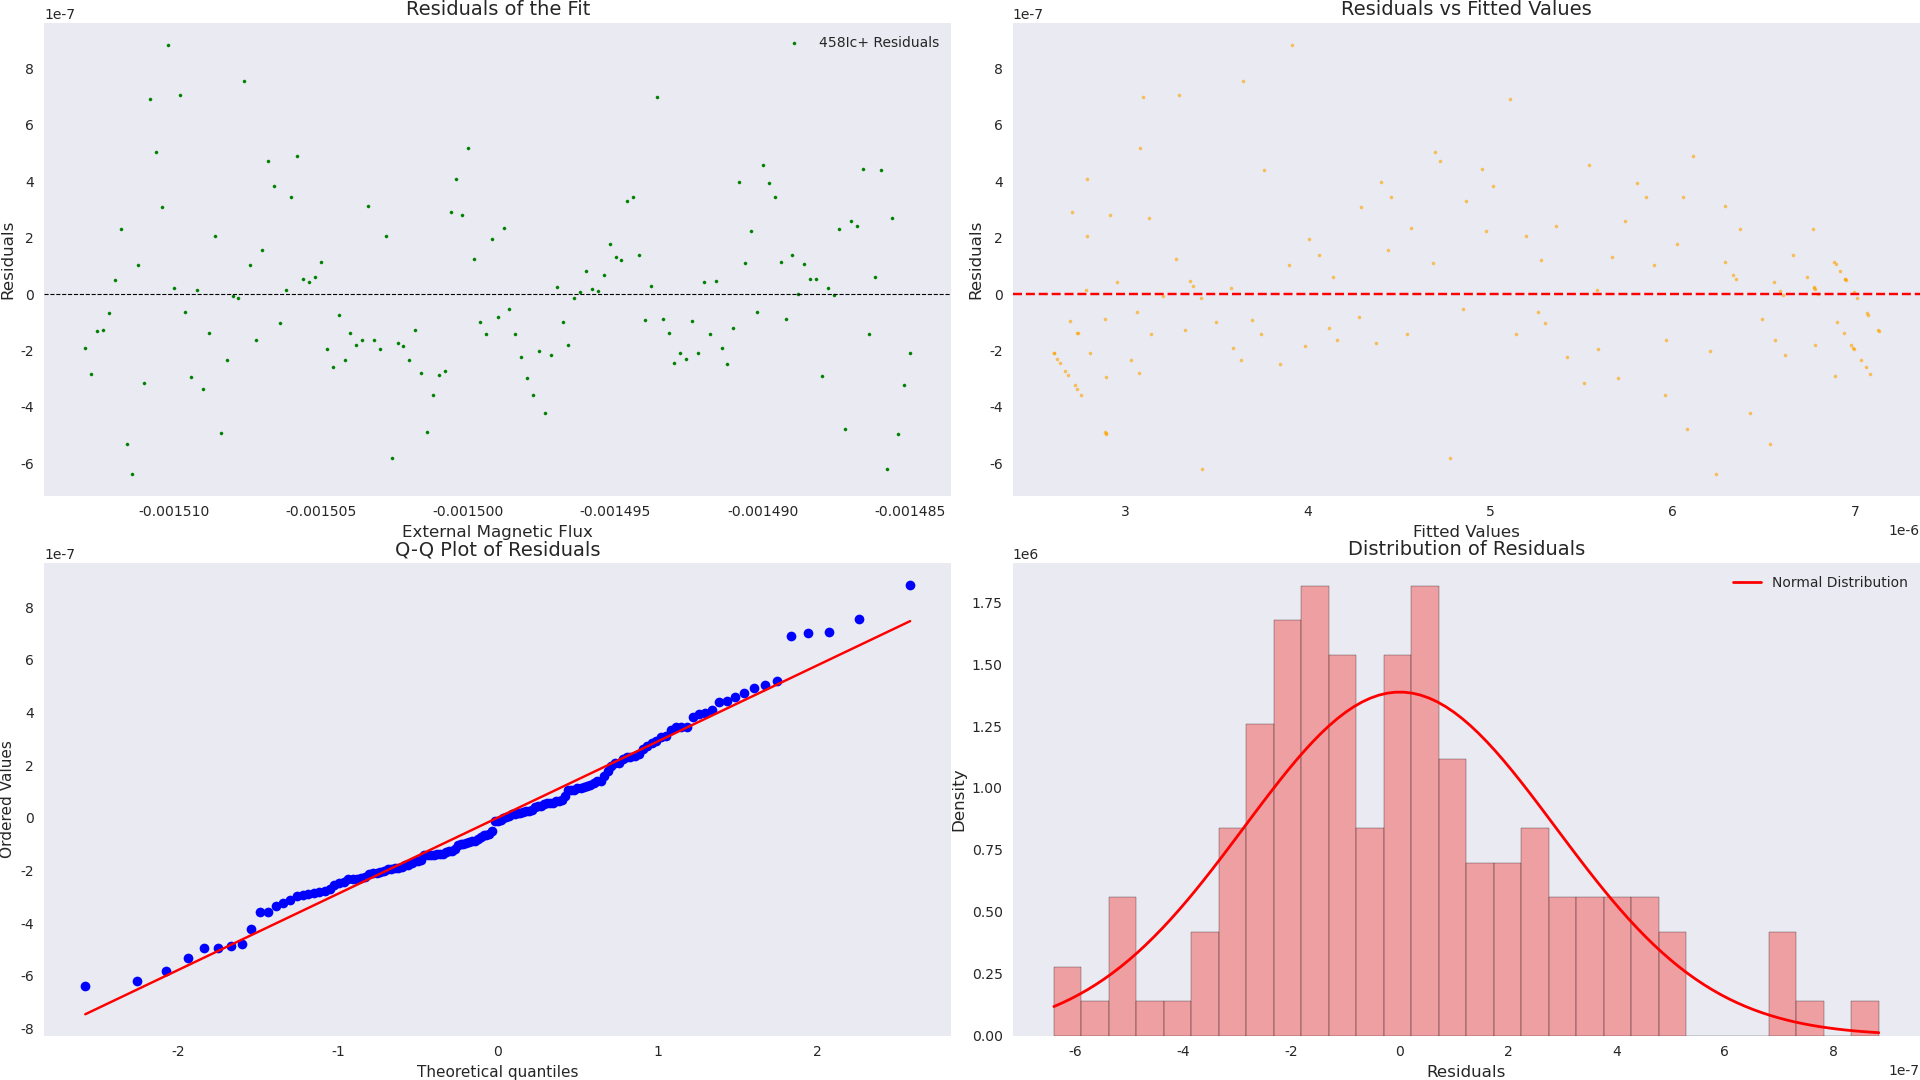 Residuals of the Fit
1e-7
458Ic+ Residuals
8
6
4
2
0
-2
-4
-6
Residuals
-0.001510 -0.001505 -0.001500 -0.001495 -0.001490 -0.001485
External Magnetic Flux
Residuals vs Fitted Values
1e-7
8
6
4
2
0
-2
-4
-6
Residuals
3 4 5 6 7
1e-6
Fitted Values
Q-Q Plot of Residuals
1e-7
8
6
4
2
0
-2
-4
-6
-8
Ordered Values
-2 -1 0 1 2
Theoretical quantiles
Distribution of Residuals
1e6
Normal Distribution
1.75
1.50
1.25
1.00
0.75
0.50
0.25
0.00
Density
-6 -4 -2 0 2 4 6 8
1e-7
Residuals